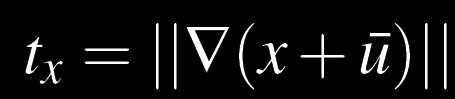 t_x = ||∇(x + ū)||